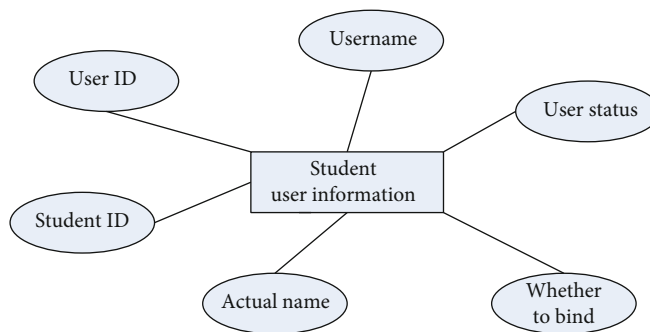 Username
User ID
User status
Student
user information
Student ID
Actual name
Whether
to bind